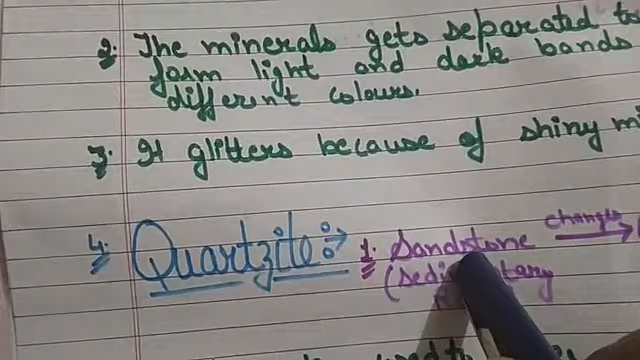 2. The minerals gets separated to
form light and dark bands
different colours.
3. It glitters because of shiny
4. Quartzite :→ 1. Sandstone changes →
(